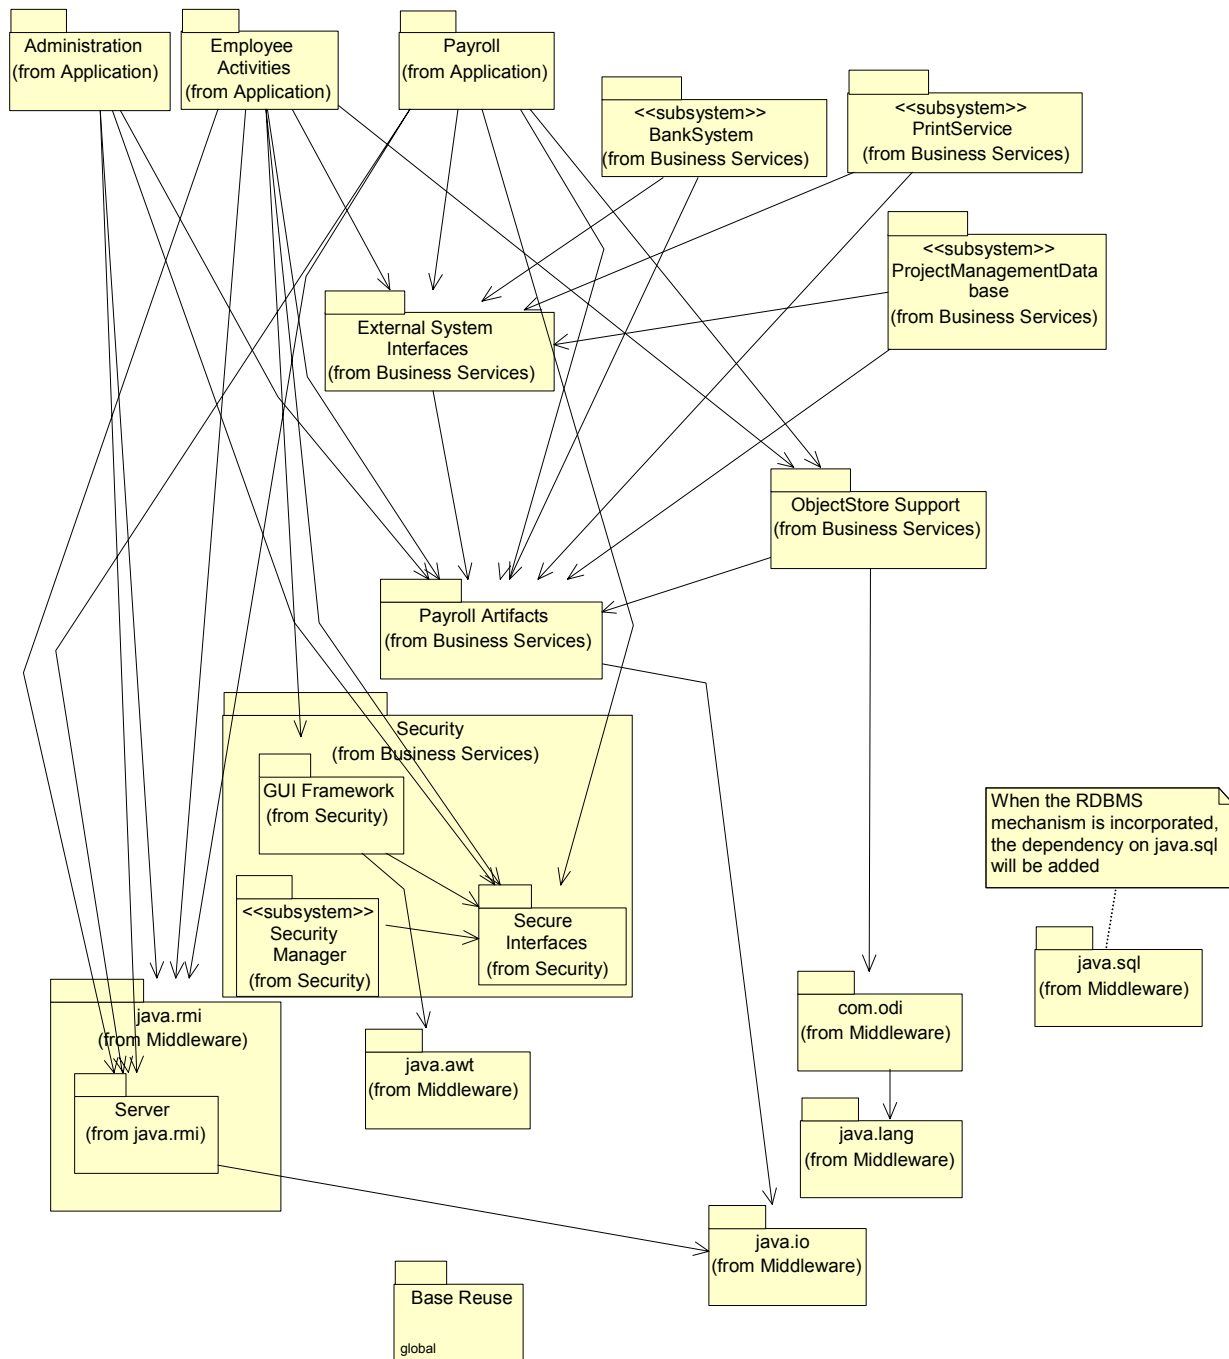 Administration
(from Application)
Employee
Activities
(from Application)
Payroll
(from Application)
<<subsystem>>
BankSystem
(from Business Services)
<<subsystem>>
PrintService
(from Business Services)
<<subsystem>>
ProjectManagementData
base
(from Business Services)
External System
Interfaces
(from Business Services)
ObjectStore Support
(from Business Services)
Payroll Artifacts
(from Business Services)
Security
(from Business Services)
GUI Framework
(from Security)
<<subsystem>>
Security
Manager
(from Security)
Secure
Interfaces
(from Security)
When the RDBMS
mechanism is incorporated,
the dependency on java.sql
will be added
java.sql
(from Middleware)
java.rmi
(from Middleware)
Server
(from java.rmi)
java.awt
(from Middleware)
com.odi
(from Middleware)
java.lang
(from Middleware)
java.io
(from Middleware)
Base Reuse
global